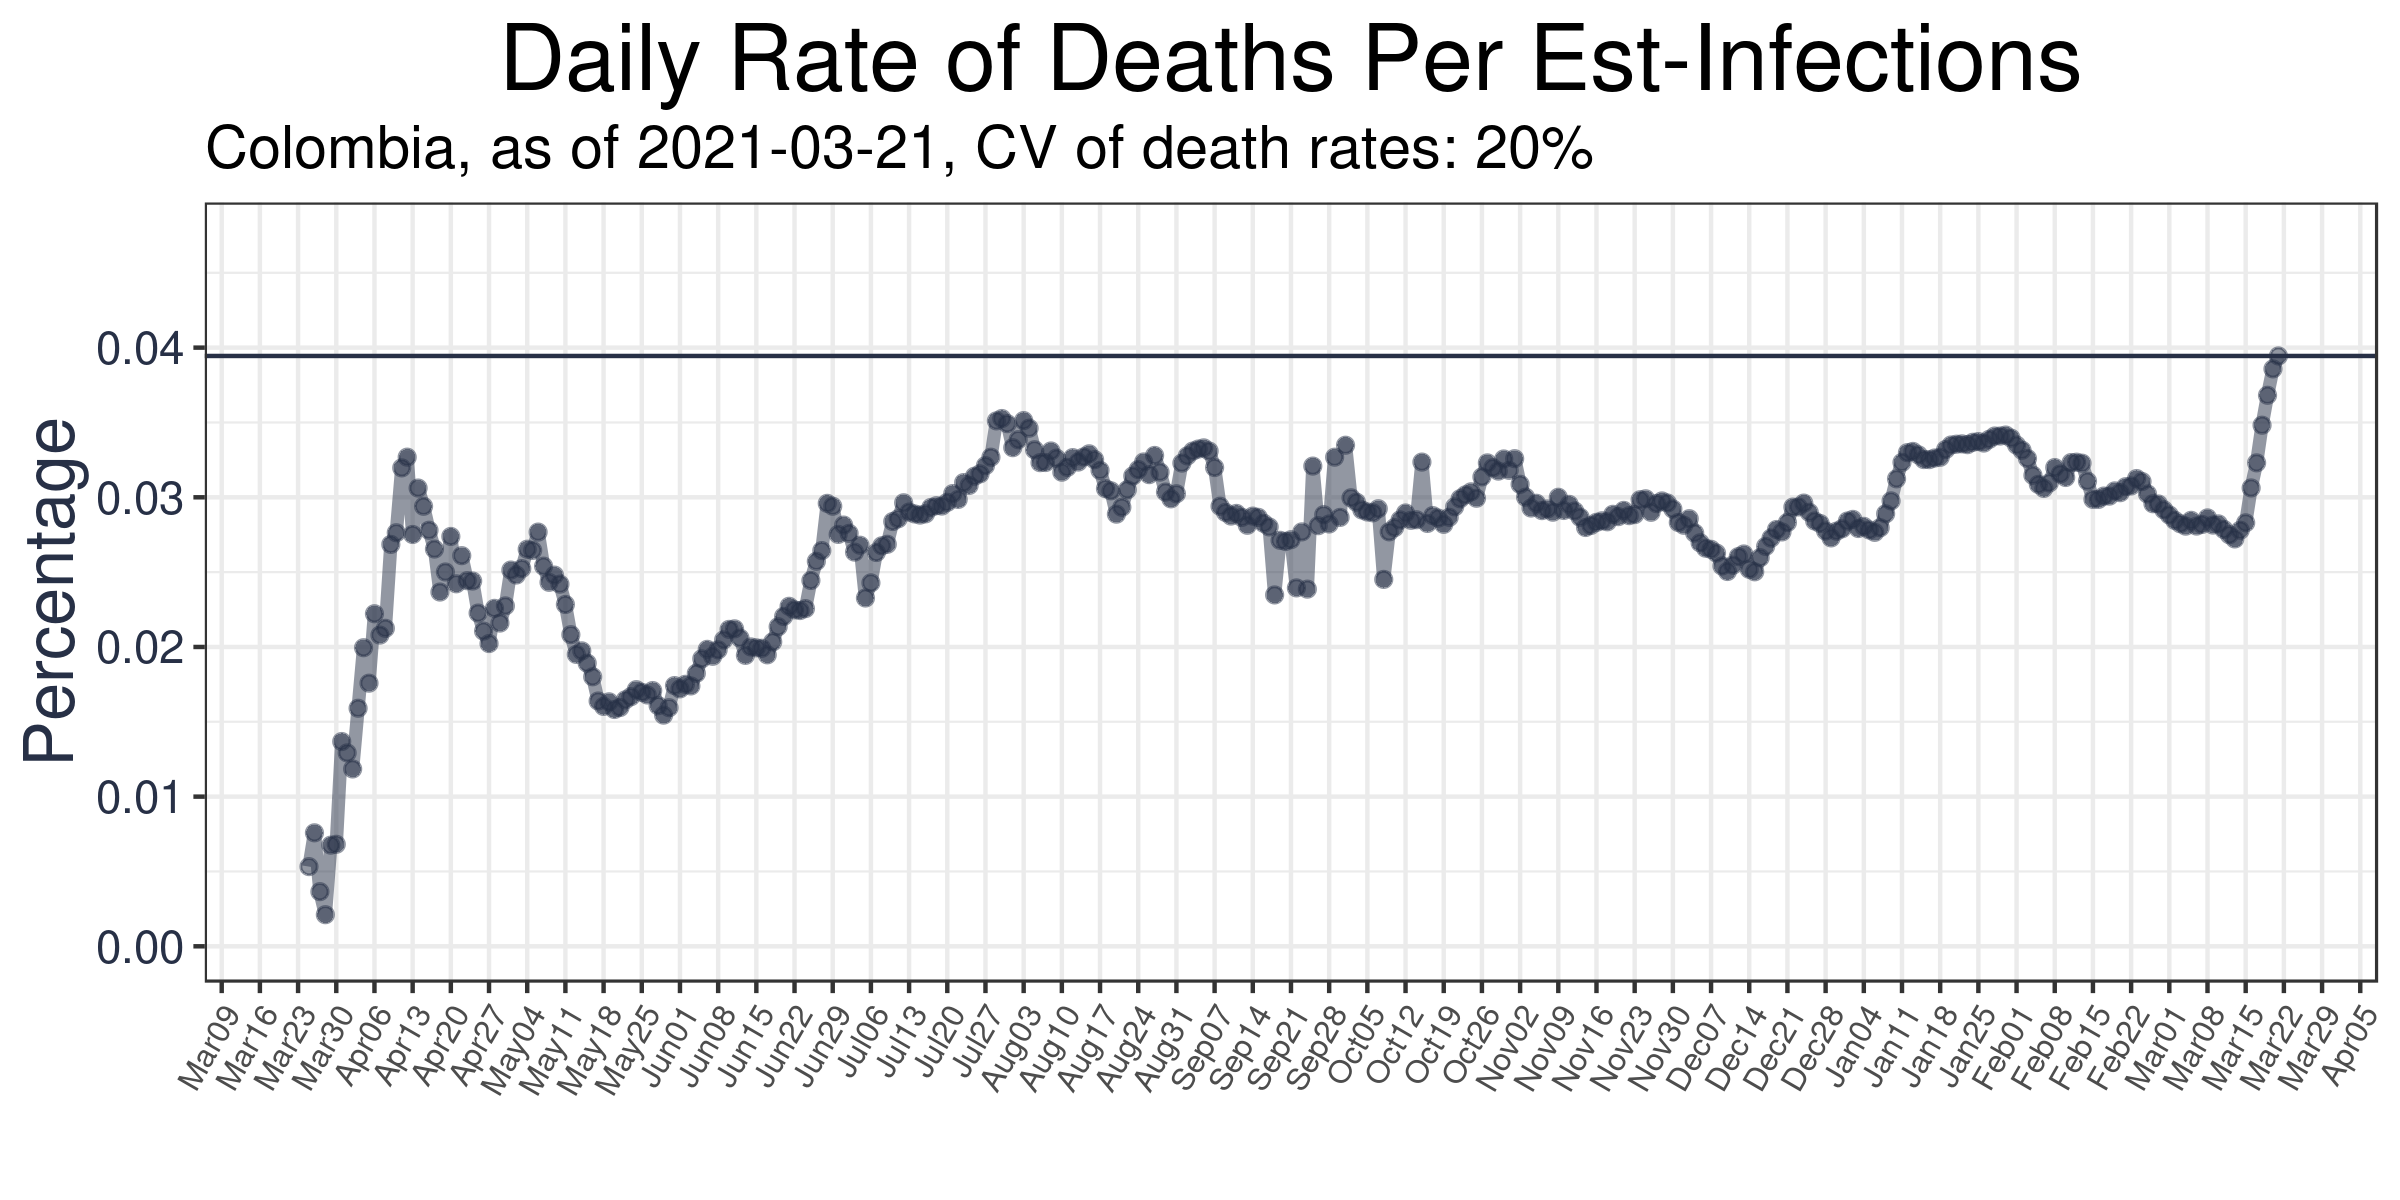 Daily Rate of Deaths Per Est-Infections
Colombia, as of 2021-03-21, CV of death rates: 20%
Percentage
0.04
0.03
0.02
0.01
0.00
Mar09
Mar16
Mar23
Mar30
Apr06
Apr13
Apr20
Apr27
May04
May11
May18
May25
Jun01
Jun08
Jun15
Jun22
Jun29
Jul06
Jul13
Jul20
Jul27
Aug03
Aug10
Aug17
Aug24
Aug31
Sep07
Sep14
Sep21
Sep28
Oct05
Oct12
Oct19
Oct26
Nov02
Nov09
Nov16
Nov23
Nov30
Dec07
Dec14
Dec21
Dec28
Jan04
Jan11
Jan18
Jan25
Feb01
Feb08
Feb15
Feb22
Mar01
Mar08
Mar15
Mar22
Mar29
Apr05